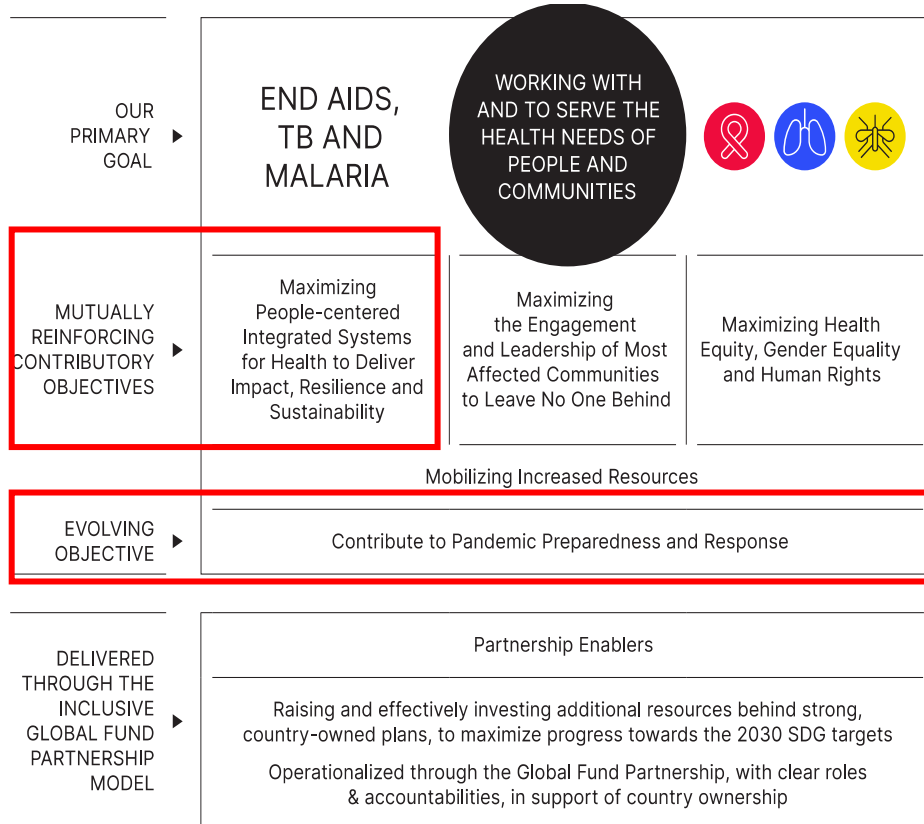 OUR
PRIMARY
GOAL
END AIDS,
TB AND
MALARIA
WORKING WITH
AND TO SERVE THE
HEALTH NEEDS OF
PEOPLE AND
COMMUNITIES
MUTUALLY
REINFORCING
CONTRIBUTORY
OBJECTIVES
Maximizing
People-centered
Integrated Systems
for Health to Deliver
Impact, Resilience and
Sustainability
Maximizing
the Engagement
and Leadership of Most
Affected Communities
to Leave No One Behind
Maximizing Health
Equity, Gender Equality
and Human Rights
Mobilizing Increased Resources
EVOLVING
OBJECTIVE
Contribute to Pandemic Preparedness and Response
DELIVERED
THROUGH THE
INCLUSIVE
GLOBAL FUND
PARTNERSHIP
MODEL
Partnership Enablers
Raising and effectively investing additional resources behind strong,
country-owned plans, to maximize progress towards the 2030 SDG targets
Operationalized through the Global Fund Partnership, with clear roles
& accountabilities, in support of country ownership